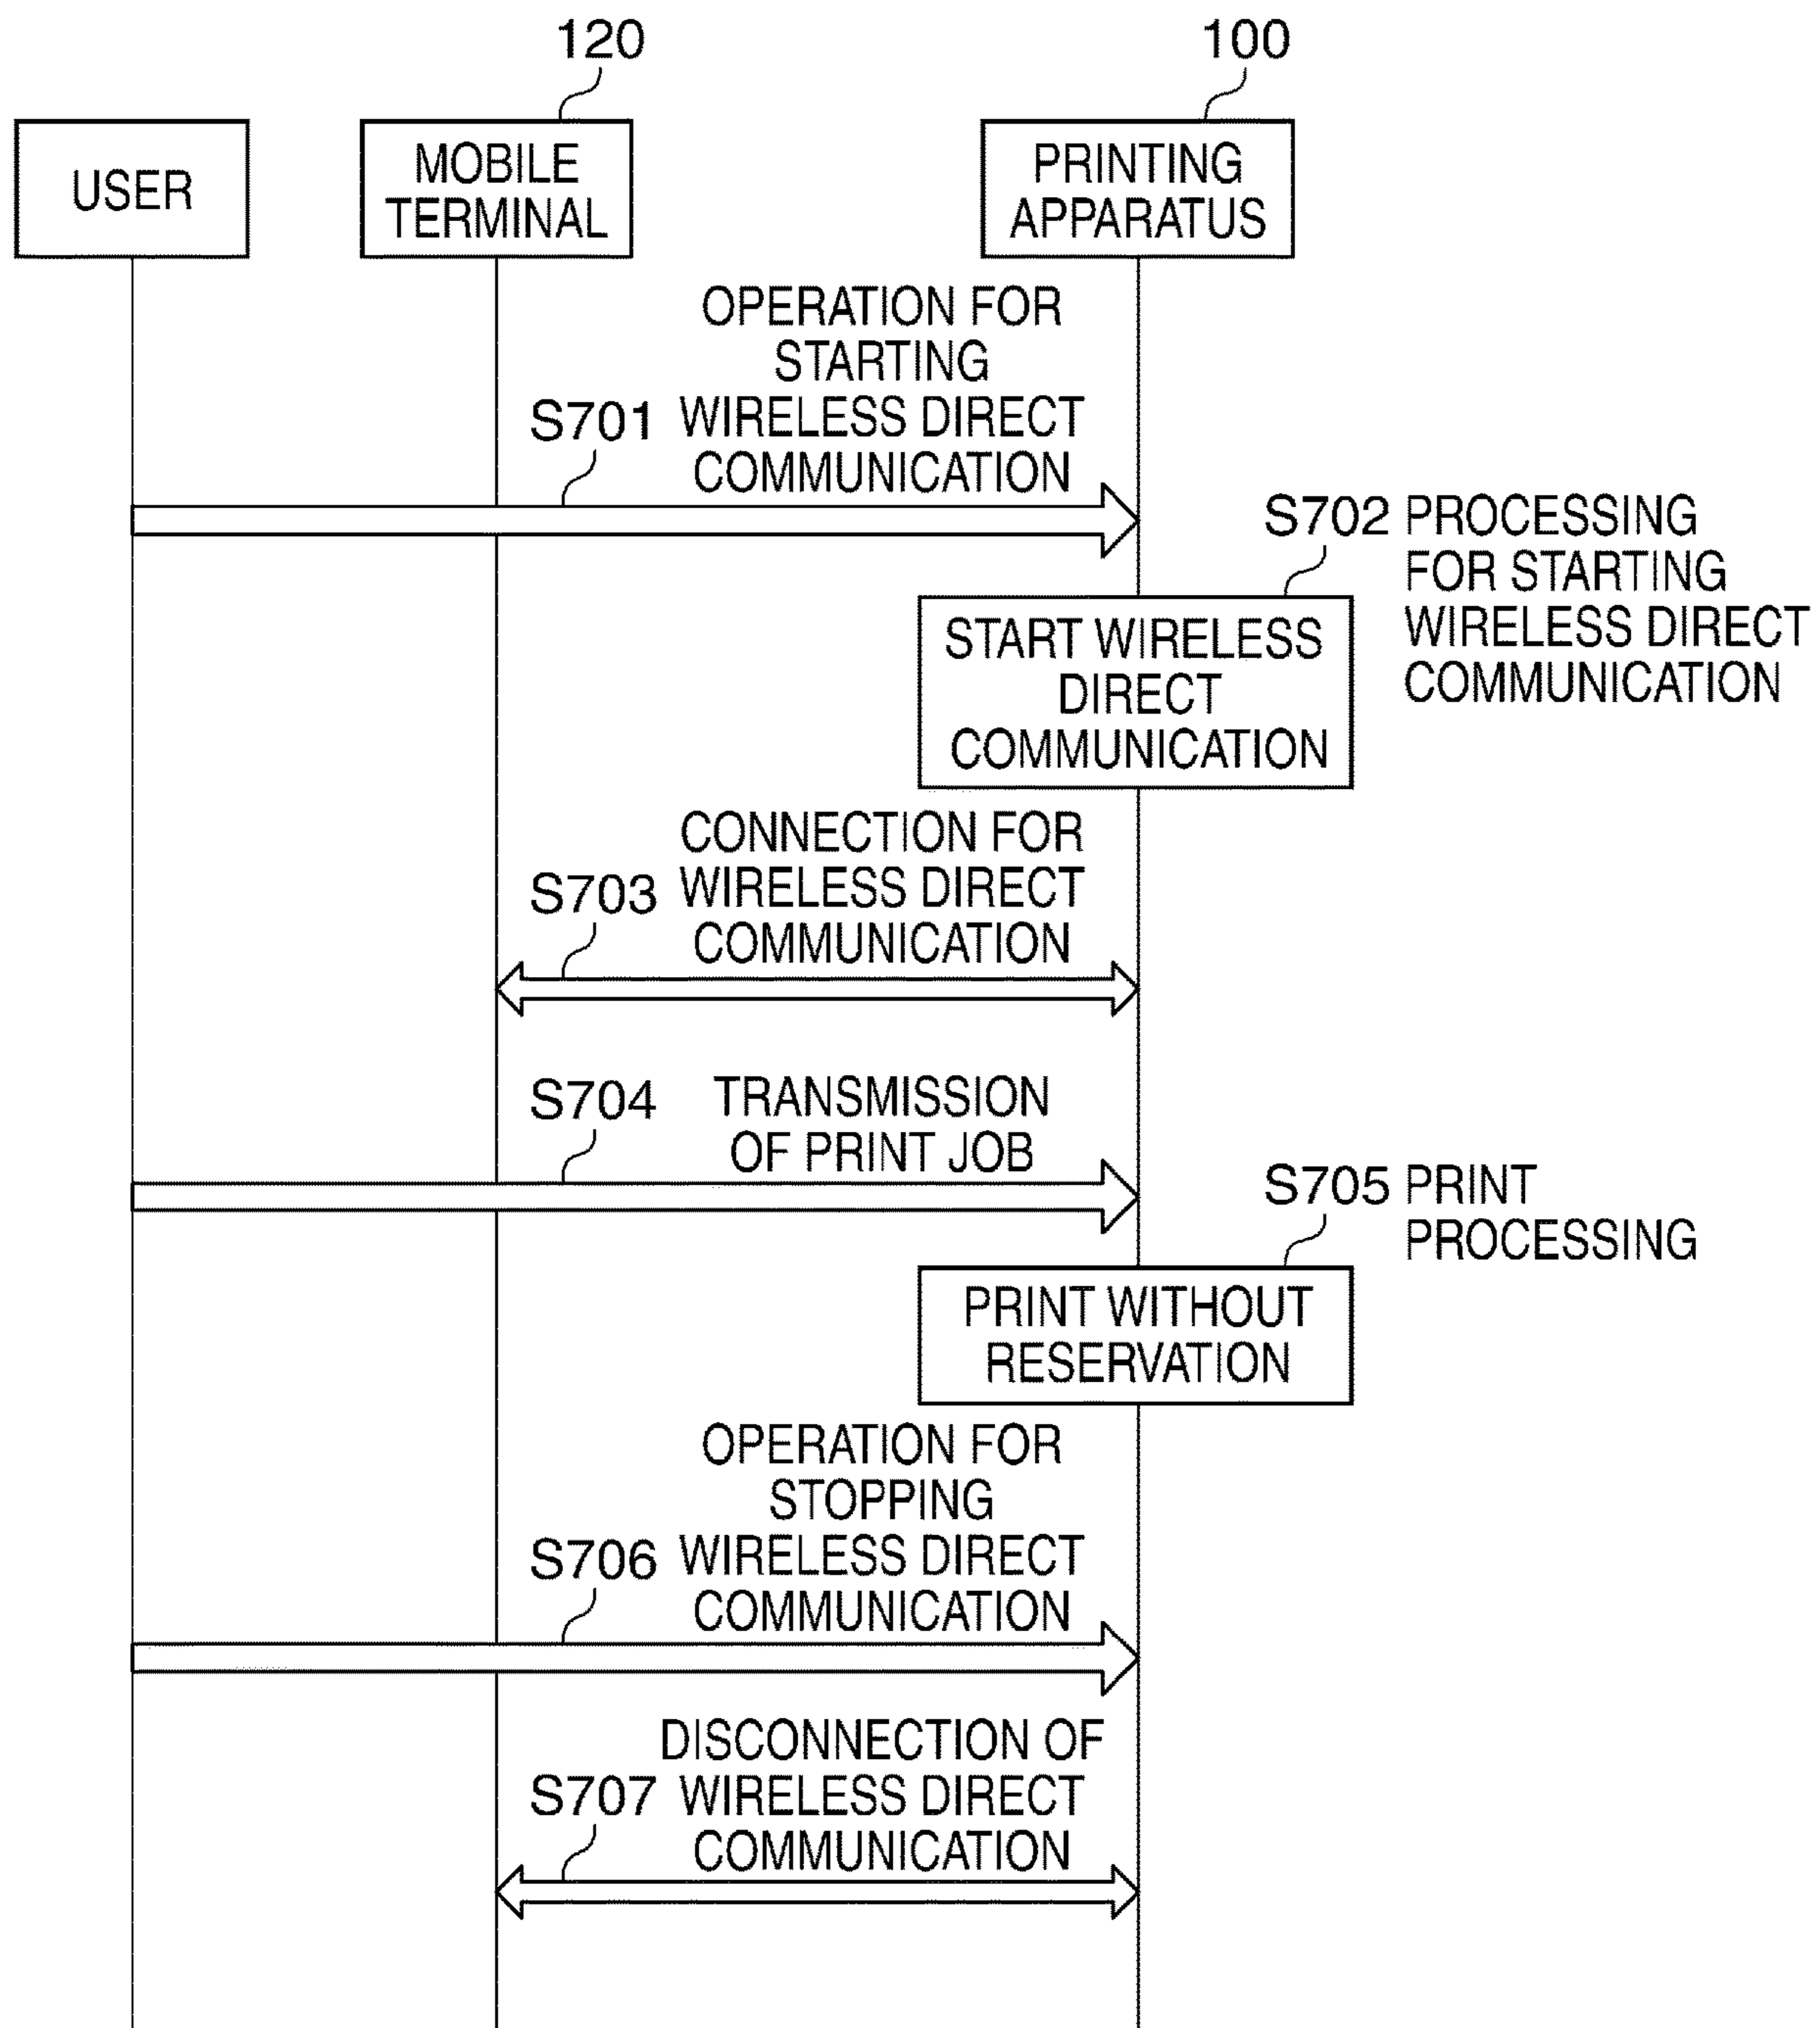 120
100
USER
MOBILE
TERMINAL
PRINTING
APPARATUS
OPERATION FOR
STARTING
S701 WIRELESS DIRECT
COMMUNICATION
S702 PROCESSING
FOR STARTING
WIRELESS DIRECT
COMMUNICATION
START WIRELESS
DIRECT
COMMUNICATION
CONNECTION FOR
S703 WIRELESS DIRECT
COMMUNICATION
S704 TRANSMISSION
OF PRINT JOB
S705 PRINT
PROCESSING
PRINT WITHOUT
RESERVATION
OPERATION FOR
STOPPING
S706 WIRELESS DIRECT
COMMUNICATION
DISCONNECTION OF
S707 WIRELESS DIRECT
COMMUNICATION